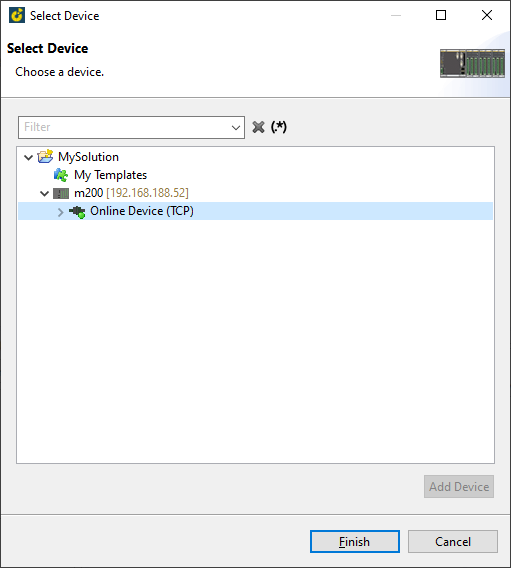 Select Device
Select Device
Choose a device.
Filter
(.*)
MySolution
My Templates
m200 [192.168.188.52]
Online Device (TCP)
Add Device
Finish
Cancel